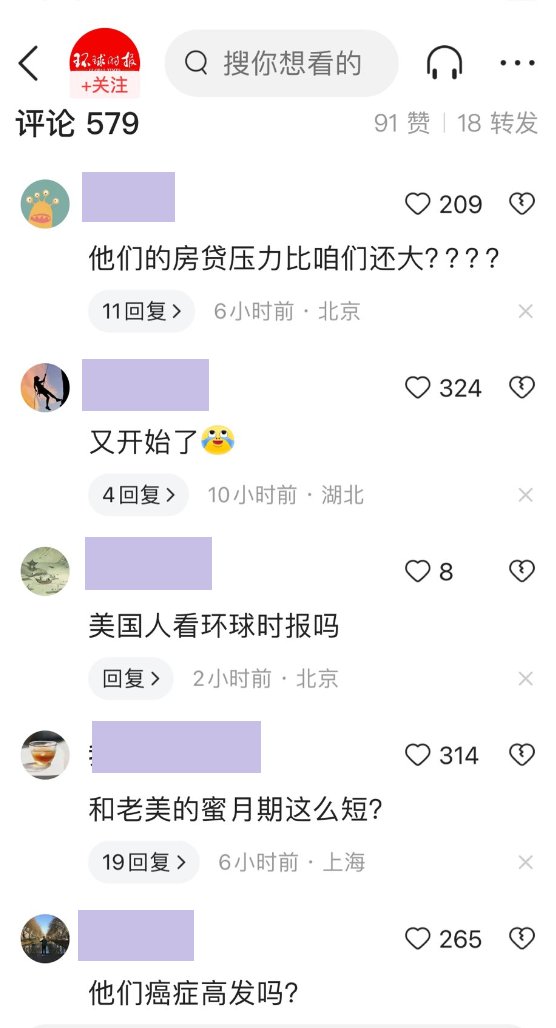 环球时报
GLOBAL TIMES
+关注
搜你想看的
评论 579
91 赞 | 18 转发
209
他们的房贷压力比咱们还大????
11回复 >
6小时前 · 北京
324
又开始了😂
4回复 >
10小时前 · 湖北
8
美国人看环球时报吗
回复 >
2小时前 · 北京
314
和老美的蜜月期这么短?
19回复 >
6小时前 · 上海
265
他们癌症高发吗?